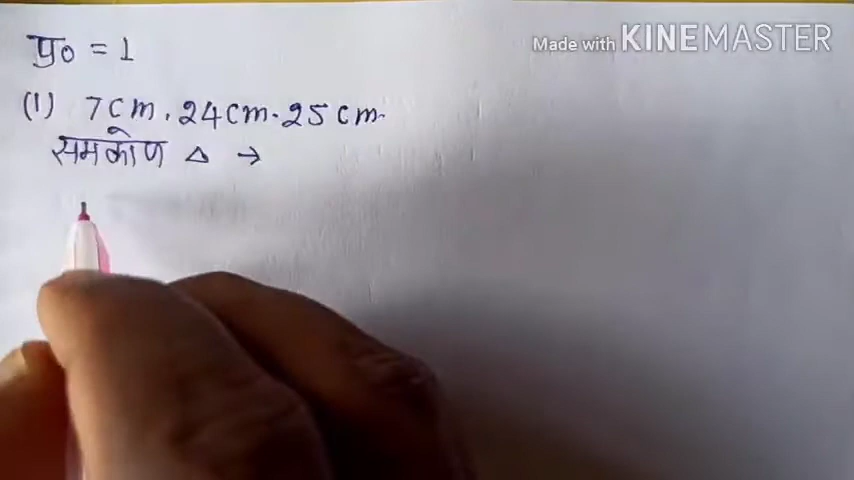 Made with KINEMASTER
प्र० = 1
(1) 7cm. 24cm. 25cm.
समकोण Δ →